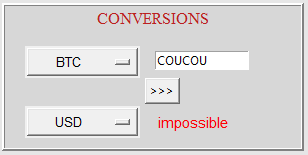 CONVERSIONS
BTC COUCOU
>>>
USD impossible